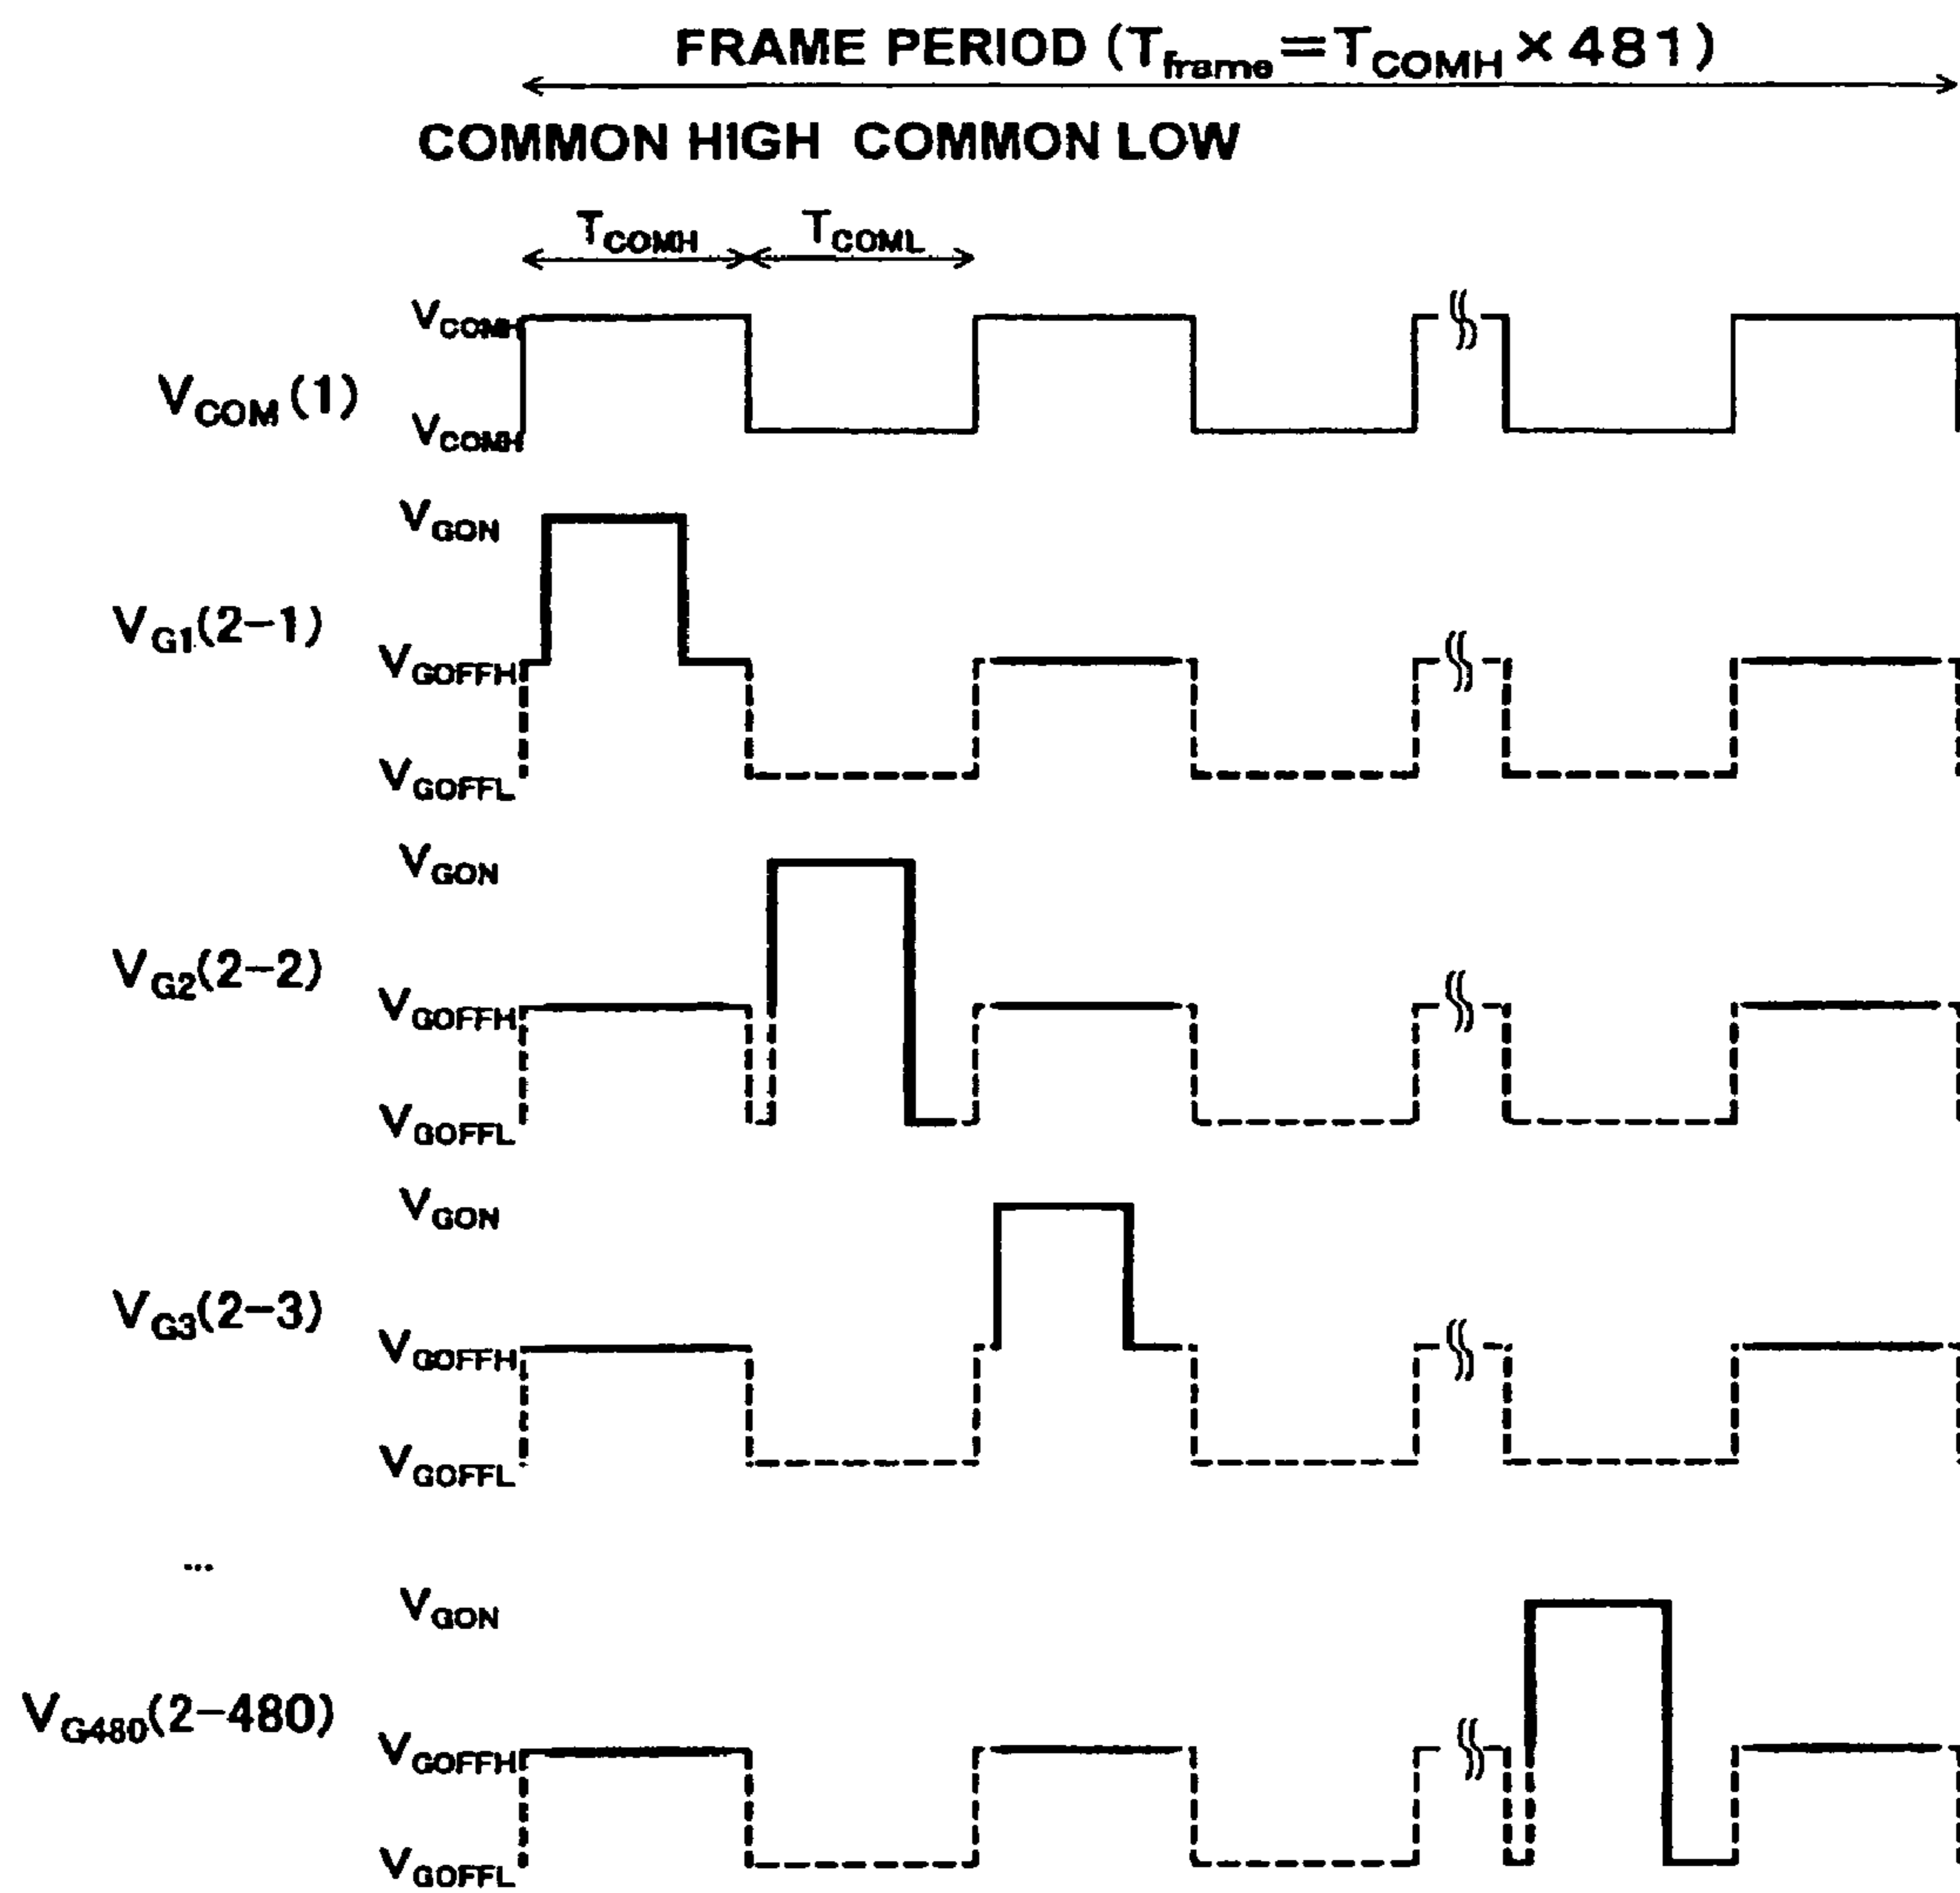 FRAME PERIOD (Tframe=TCOMH×481)
COMMON HIGH COMMON LOW
TCOMH TCOML
VCOMH
VCOM(1)
VCOMH
VGON
VG1(2-1)
VGOFFH
VGOFFL
VGON
VG2(2-2)
VGOFFH
VGOFFL
VGON
VG3(2-3)
VGOFFH
VGOFFL
...
VGON
VG480(2-480)
VGOFFH
VGOFFL